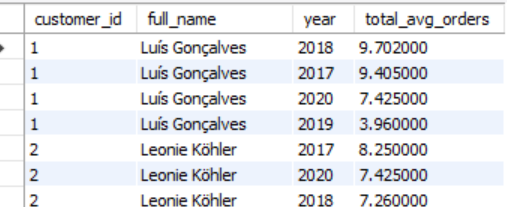 customer_id full_name year total_avg_orders
1 Luís Gonçalves 2018 9.702000
1 Luís Gonçalves 2017 9.405000
1 Luís Gonçalves 2020 7.425000
1 Luís Gonçalves 2019 3.960000
2 Leonie Köhler 2017 8.250000
2 Leonie Köhler 2020 7.425000
2 Leonie Köhler 2018 7.260000